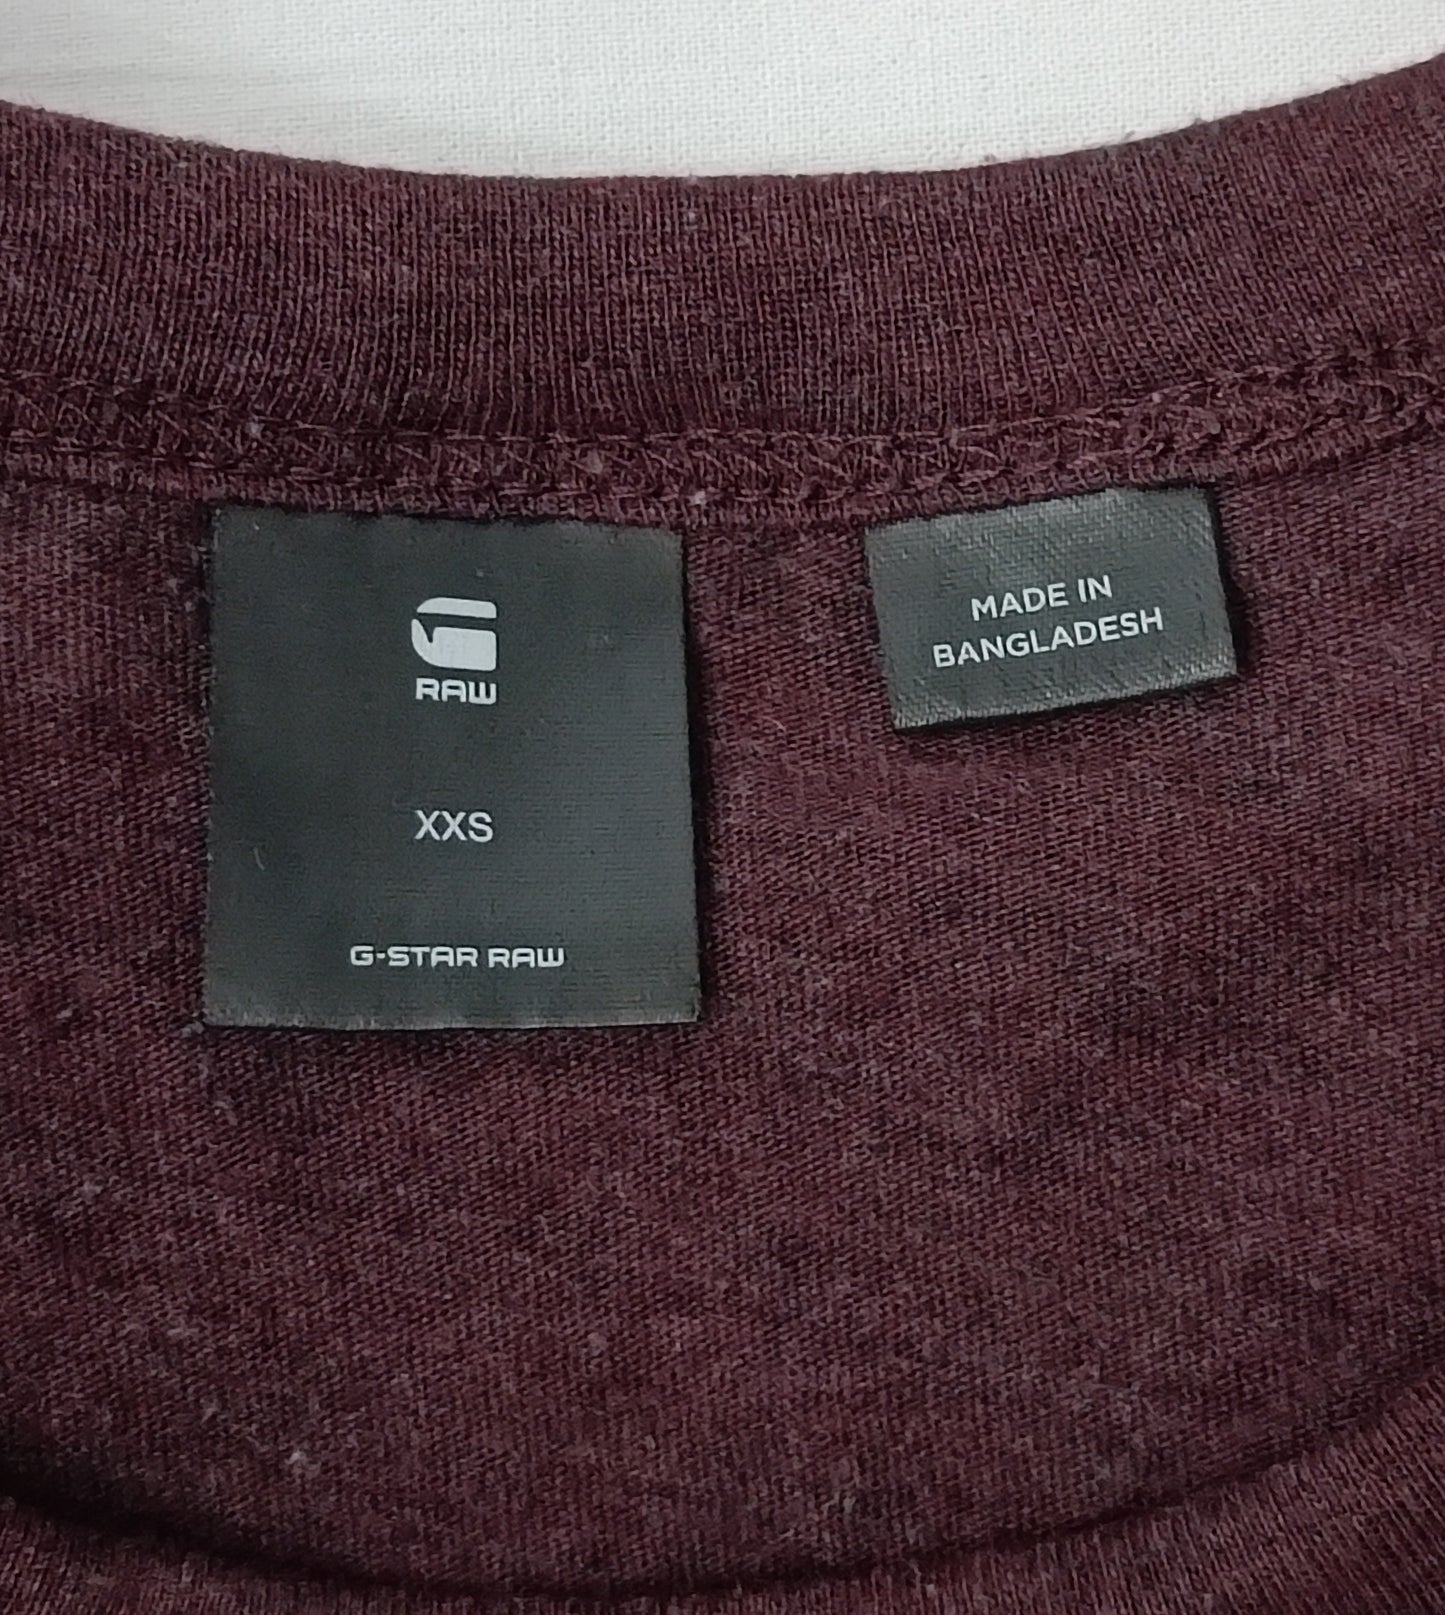 RAW
XXS
G-STAR RAW
MADE IN
BANGLADESH